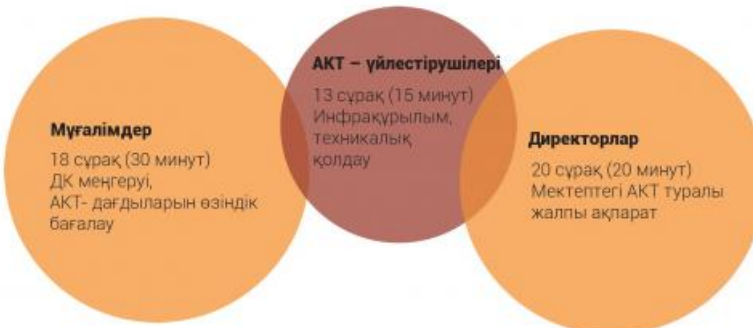 Мұғалімдер
18 сұрақ (30 минут)
ДК меңгеруі,
АКТ- дағдыларын өзіндік
бағалау
АКТ – үйлестірушілері
13 сұрақ (15 минут)
Инфрақұрылым,
техникалық
қолдау
Директорлар
20 сұрақ (20 минут)
Мектептегі АКТ туралы
жалпы ақпарат